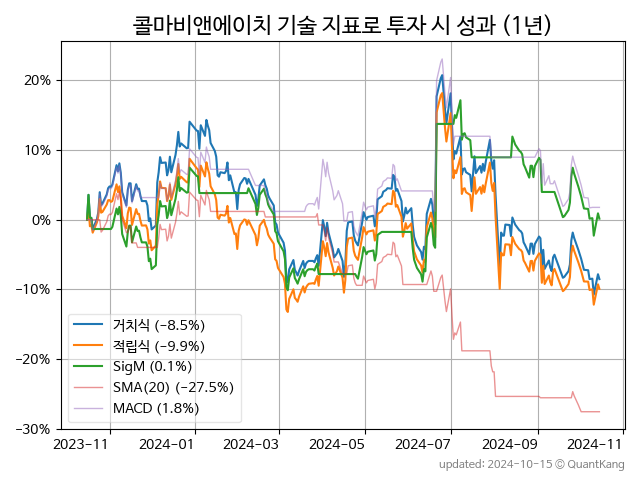 콜마비앤에이치 기술 지표로 투자 시 성과 (1년)
20%
10%
0%
−10%
−20%
−30%
거치식 (−8.5%)
적립식 (−9.9%)
SigM (0.1%)
SMA(20) (−27.5%)
MACD (1.8%)
2023−11 2024−01 2024−03 2024−05 2024−07 2024−09 2024−11
updated: 2024-10-15 © QuantKang